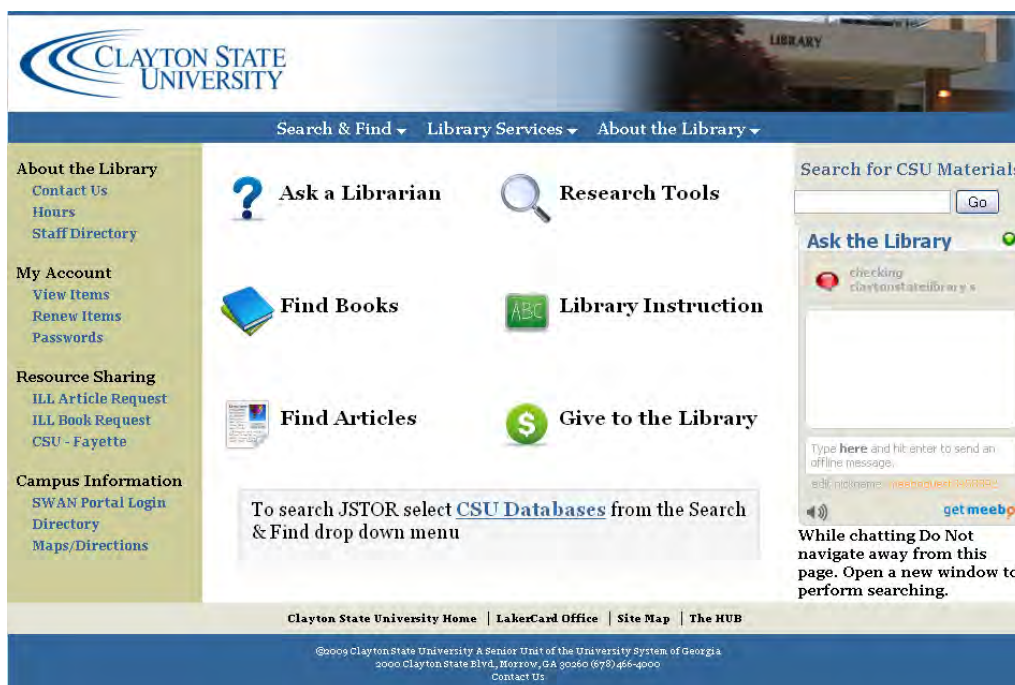 CLAYTON STATE
UNIVERSITY
LIBRARY
Search & Find Library Services About the Library
About the Library
Contact Us
Hours
Staff Directory
My Account
View Items
Renew Items
Passwords
Resource Sharing
ILL Article Request
ILL Book Request
CSU - Fayette
Campus Information
SWAN Portal Login
Directory
Maps/Directions
Ask a Librarian
Research Tools
Find Books
ABC
Library Instruction
Find Articles
$
Give to the Library
To search JSTOR select CSU Databases from the Search
& Find drop down menu
Search for CSU Materials
Go
Ask the Library
checking
claytonstatelibrary s
Type here and hit enter to send an
offline message.
edit nickname:
get meebo
While chatting Do Not
navigate away from this
page. Open a new window to
perform searching.
Clayton State University Home | LakerCard Office | Site Map | The HUB
©2009 Clayton State University A Senior Unit of the University System of Georgia
2000 Clayton State Blvd, Morrow, GA 30260 (678) 466-4000
Contact Us